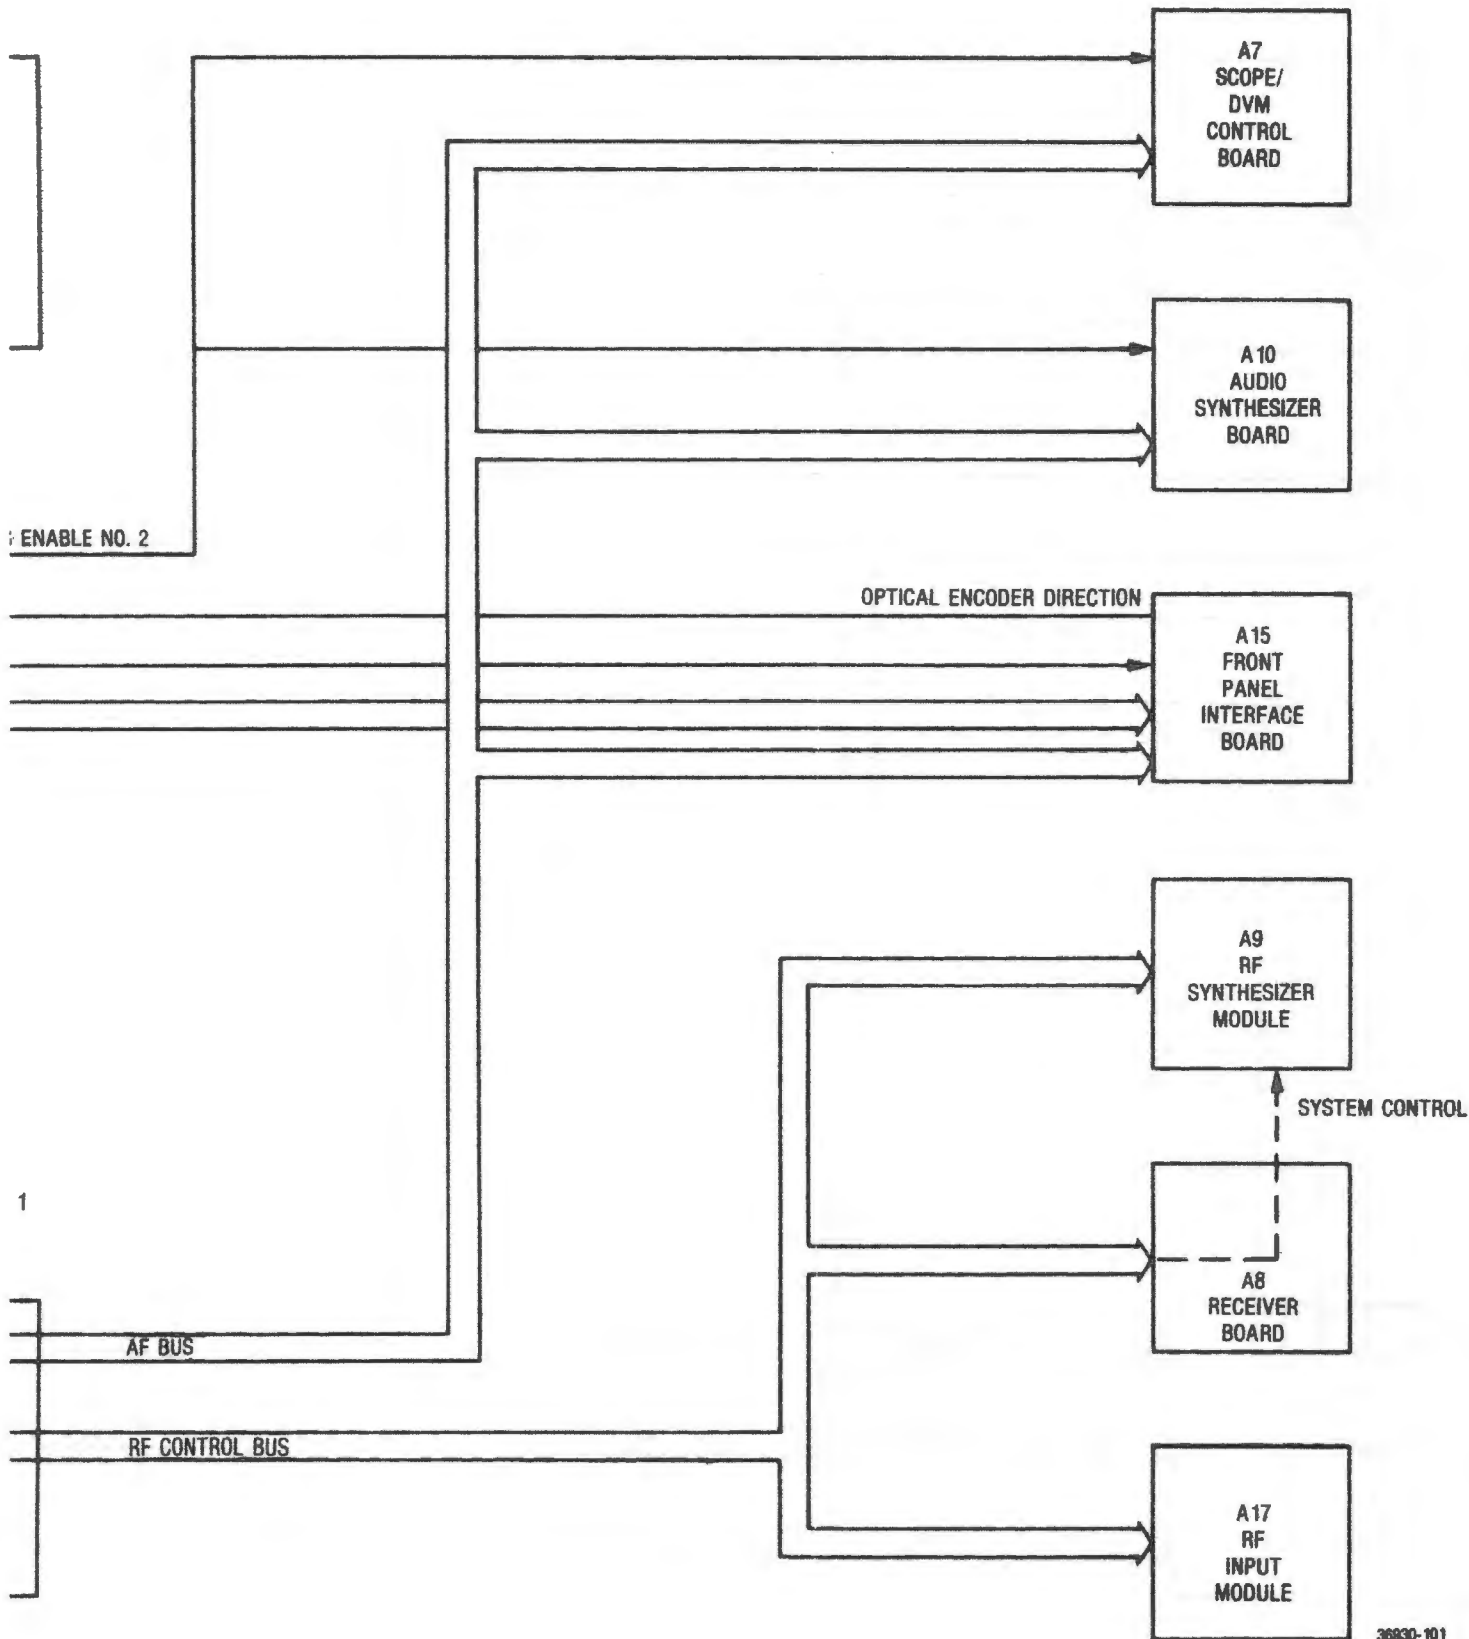 A7
SCOPE/
DVM
CONTROL
BOARD
A10
AUDIO
SYNTHESIZER
BOARD
ENABLE NO. 2
OPTICAL ENCODER DIRECTION
A15
FRONT
PANEL
INTERFACE
BOARD
A9
RF
SYNTHESIZER
MODULE
SYSTEM CONTROL
1
A8
RECEIVER
BOARD
AF BUS
RF CONTROL BUS
A17
RF
INPUT
MODULE
36930-101